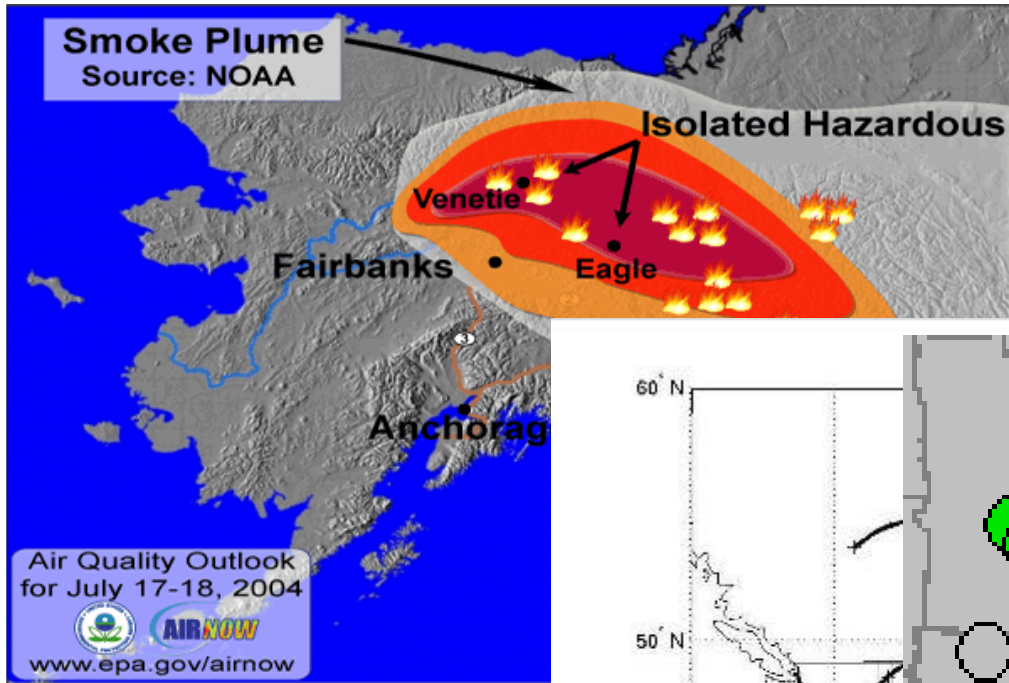 Smoke Plume
Source: NOAA
Isolated Hazardous
Venetie
Fairbanks
Eagle
2
3
Anchorag
60° N
50° N
Air Quality Outlook
for July 17-18, 2004
AIRNOW
www.epa.gov/airnow